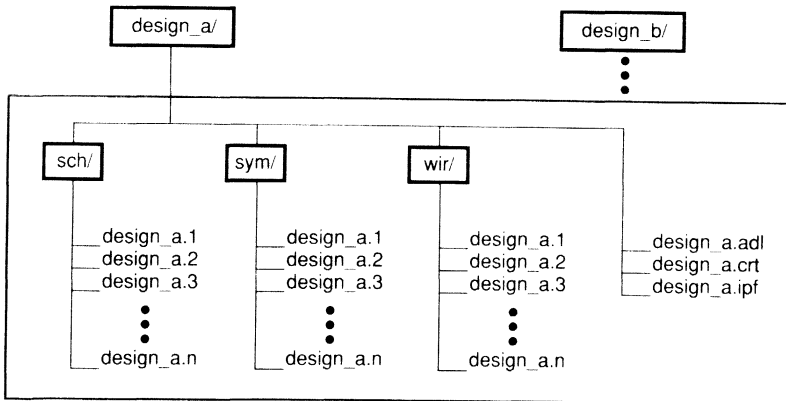 design_a/
design_b/
sch/
sym/
wir/
design_a.1
design_a.2
design_a.3
design_a.n
design_a.1
design_a.2
design_a.3
design_a.n
design_a.1
design_a.2
design_a.3
design_a.n
design_a.adl
design_a.crt
design_a.ipf